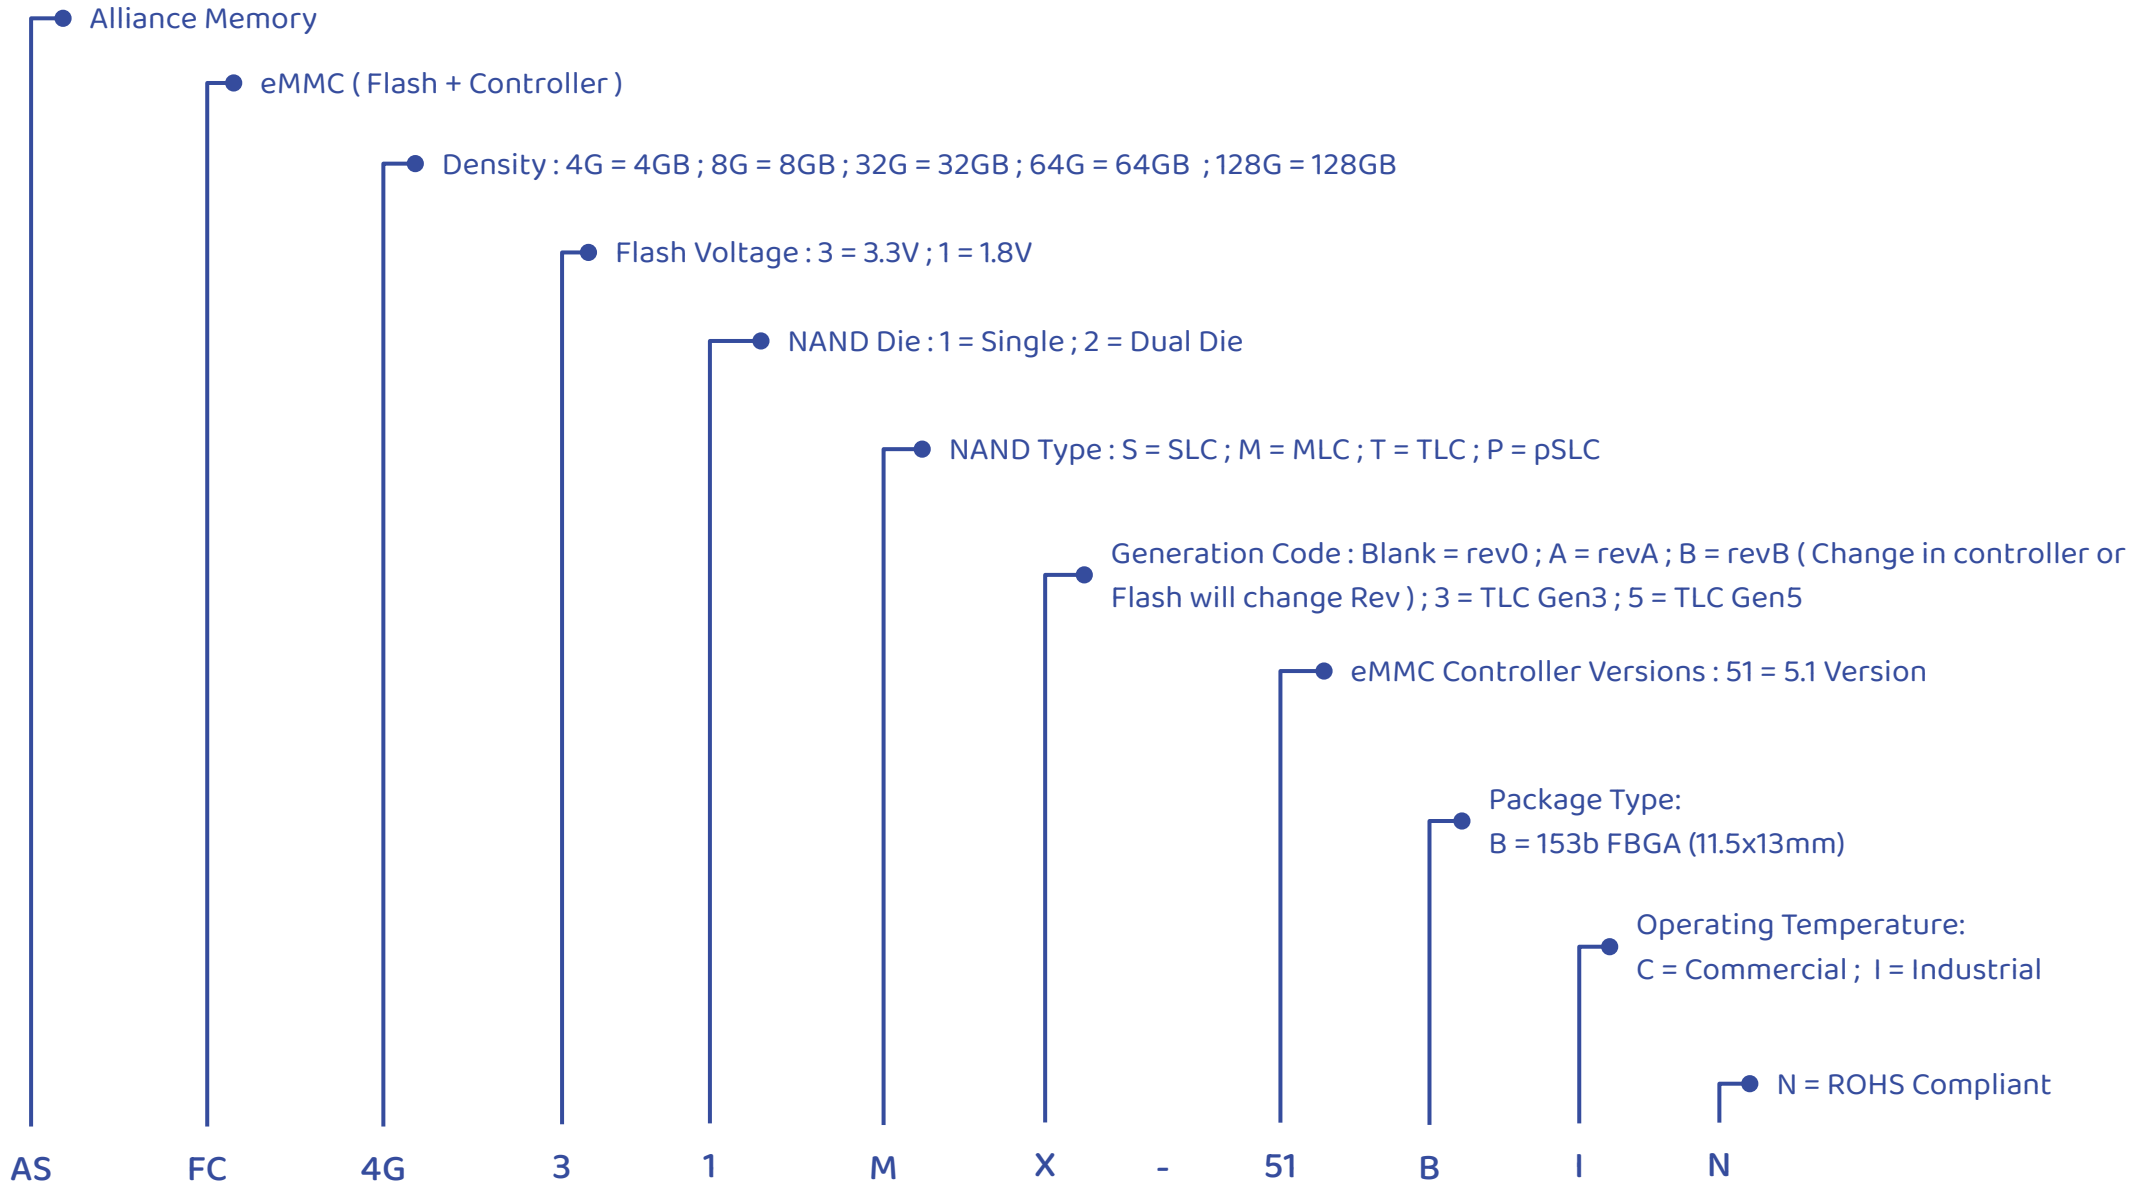 Alliance Memory
eMMC ( Flash + Controller )
Density : 4G = 4GB ; 8G = 8GB ; 32G = 32GB ; 64G = 64GB ; 128G = 128GB
Flash Voltage : 3 = 3.3V ; 1 = 1.8V
NAND Die : 1 = Single ; 2 = Dual Die
NAND Type : S = SLC ; M = MLC ; T = TLC ; P = pSLC
Generation Code : Blank = rev0 ; A = revA ; B = revB ( Change in controller or
Flash will change Rev ) ; 3 = TLC Gen3 ; 5 = TLC Gen5
eMMC Controller Versions : 51 = 5.1 Version
Package Type:
B = 153b FBGA (11.5x13mm)
Operating Temperature:
C = Commercial ; I = Industrial
N = ROHS Compliant
AS FC 4G 3 1 M X - 51 B I N